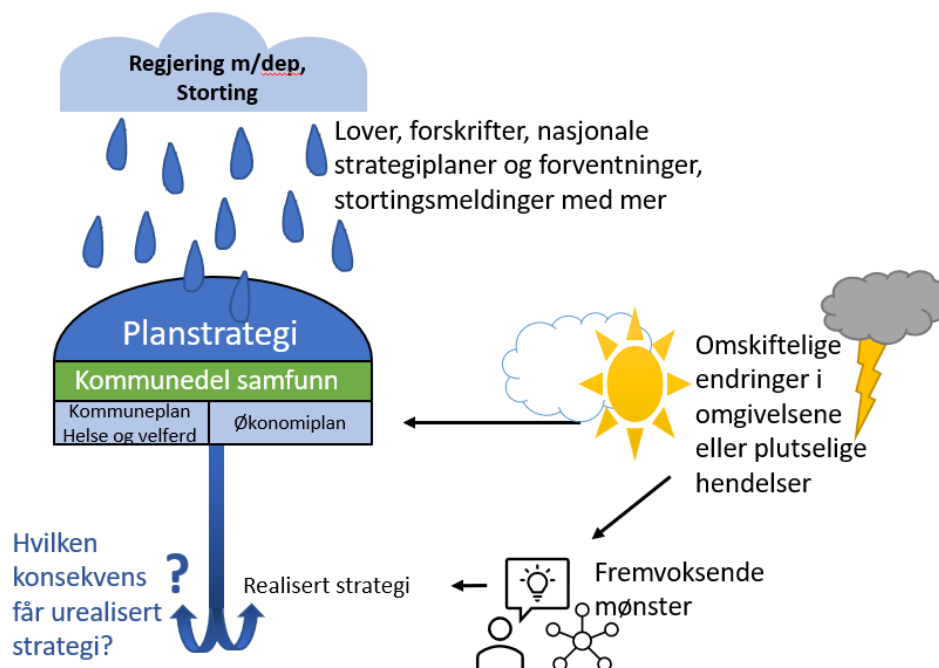 Regjering m/dep,
Storting
Lover, forskrifter, nasjonale
strategiplaner og forventninger,
stortingsmeldinger med mer
Planstrategi
Kommunedel samfunn
Kommuneplan
Helse og velferd
Økonomiplan
Omskiftelige
endringer i
omgivelsene
eller plutselige
hendelser
Hvilken
konsekvens
får urealisert
strategi?
?
Realisert strategi
Fremvoksende
mønster